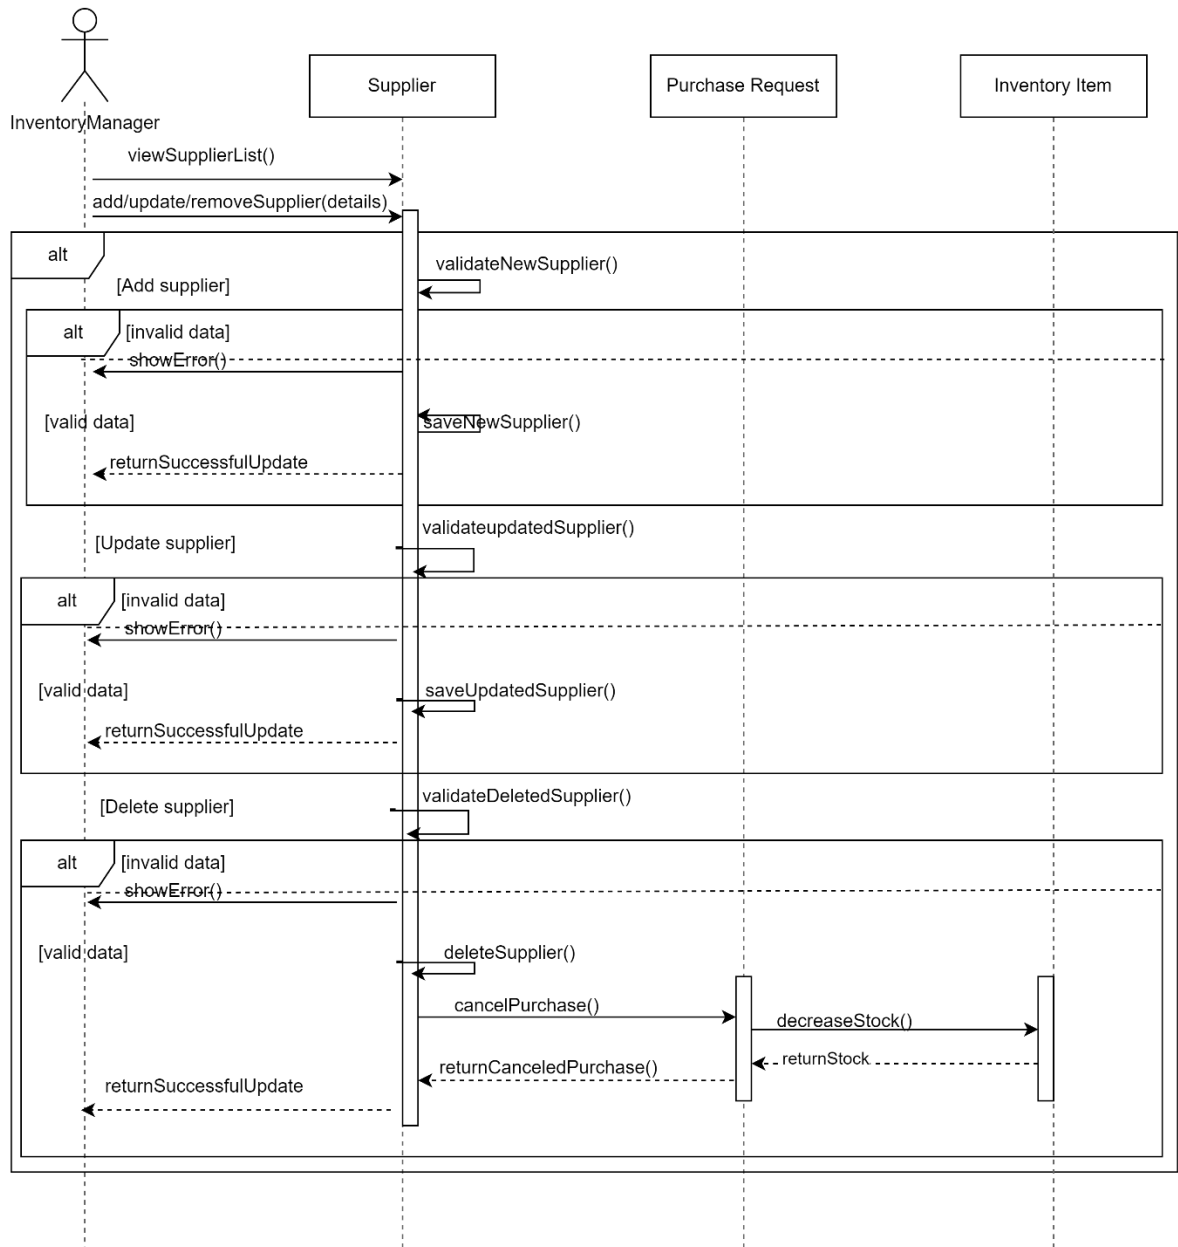 InventoryManager
Supplier
Purchase Request
Inventory Item
viewSupplierList()
add/update/removeSupplier(details)
alt
[Add supplier]
validateNewSupplier()
alt
[invalid data]
showError()
[valid data]
saveNewSupplier()
returnSuccessfulUpdate
[Update supplier]
validateupdatedSupplier()
alt
[invalid data]
showError()
[valid data]
saveUpdatedSupplier()
returnSuccessfulUpdate
[Delete supplier]
validateDeletedSupplier()
alt
[invalid data]
showError()
[valid data]
deleteSupplier()
cancelPurchase()
decreaseStock()
returnStock
returnCanceledPurchase()
returnSuccessfulUpdate